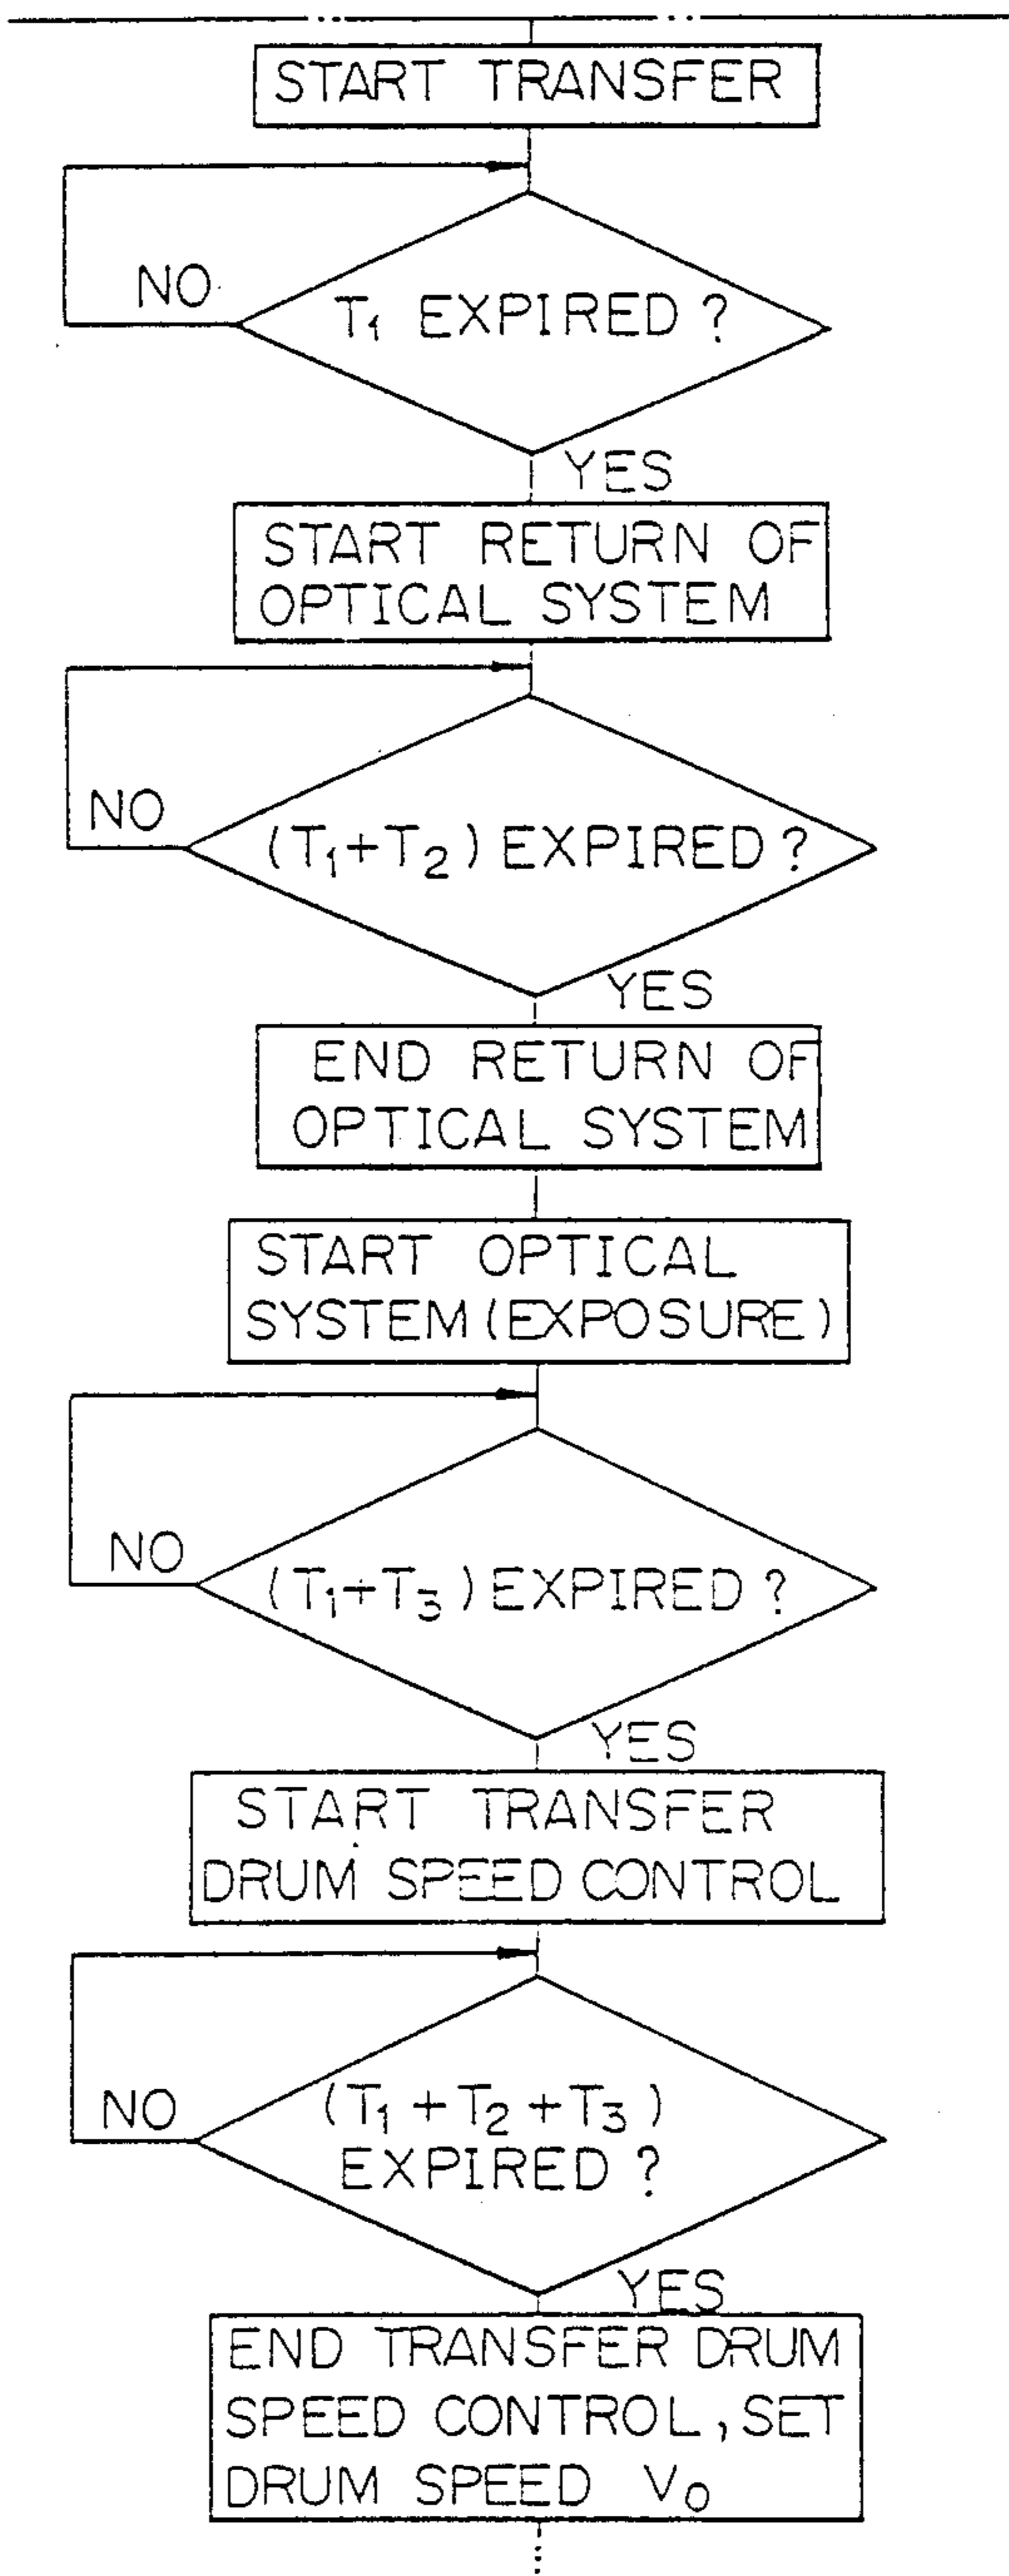 START TRANSFER
NO
T₁ EXPIRED ?
YES
START RETURN OF
OPTICAL SYSTEM
NO
(T₁+T₂) EXPIRED ?
YES
END RETURN OF
OPTICAL SYSTEM
START OPTICAL
SYSTEM (EXPOSURE)
NO
(T₁+T₃) EXPIRED ?
YES
START TRANSFER
DRUM SPEED CONTROL
NO
(T₁+T₂+T₃)
EXPIRED ?
YES
END TRANSFER DRUM
SPEED CONTROL, SET
DRUM SPEED V₀